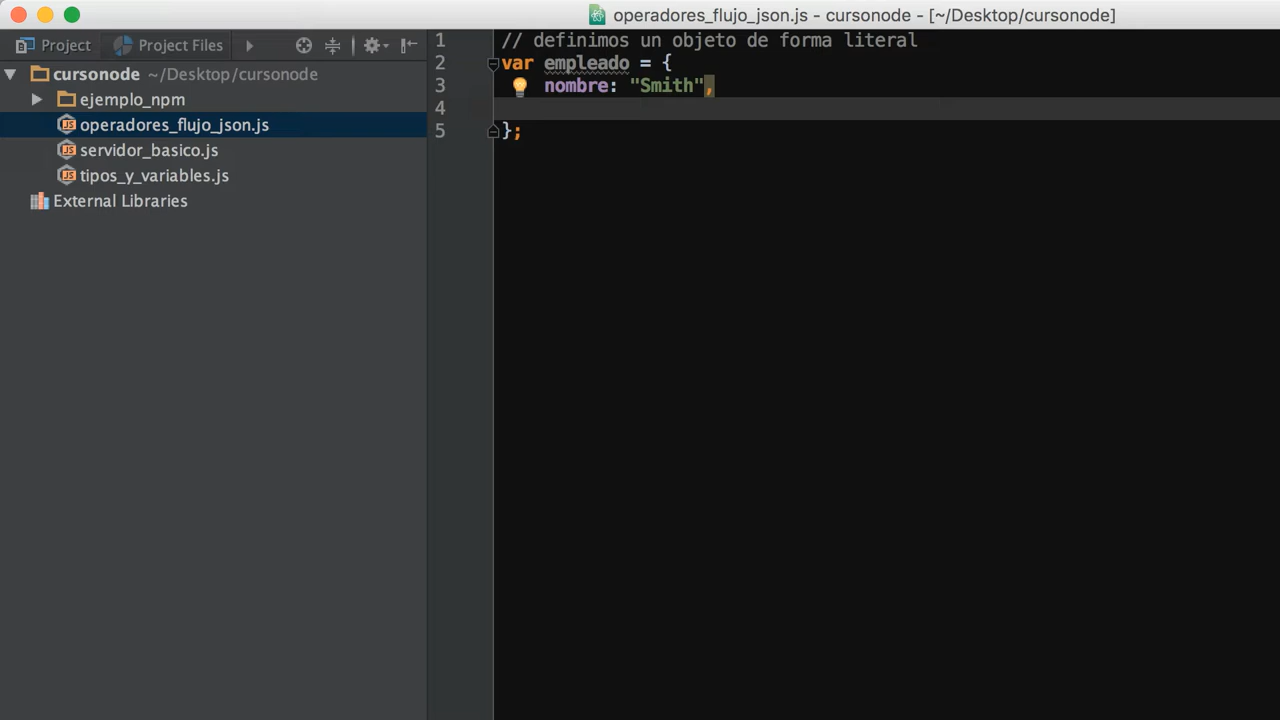 operadores_flujo_json.js - cursonode - [~/Desktop/cursonode]
Project Project Files
cursonode ~/Desktop/cursonode
ejemplo_npm
operadores_flujo_json.js
servidor_basico.js
tipos_y_variables.js
External Libraries
1 // definimos un objeto de forma literal
2 var empleado = {
3 nombre: "Smith",
4
5 };